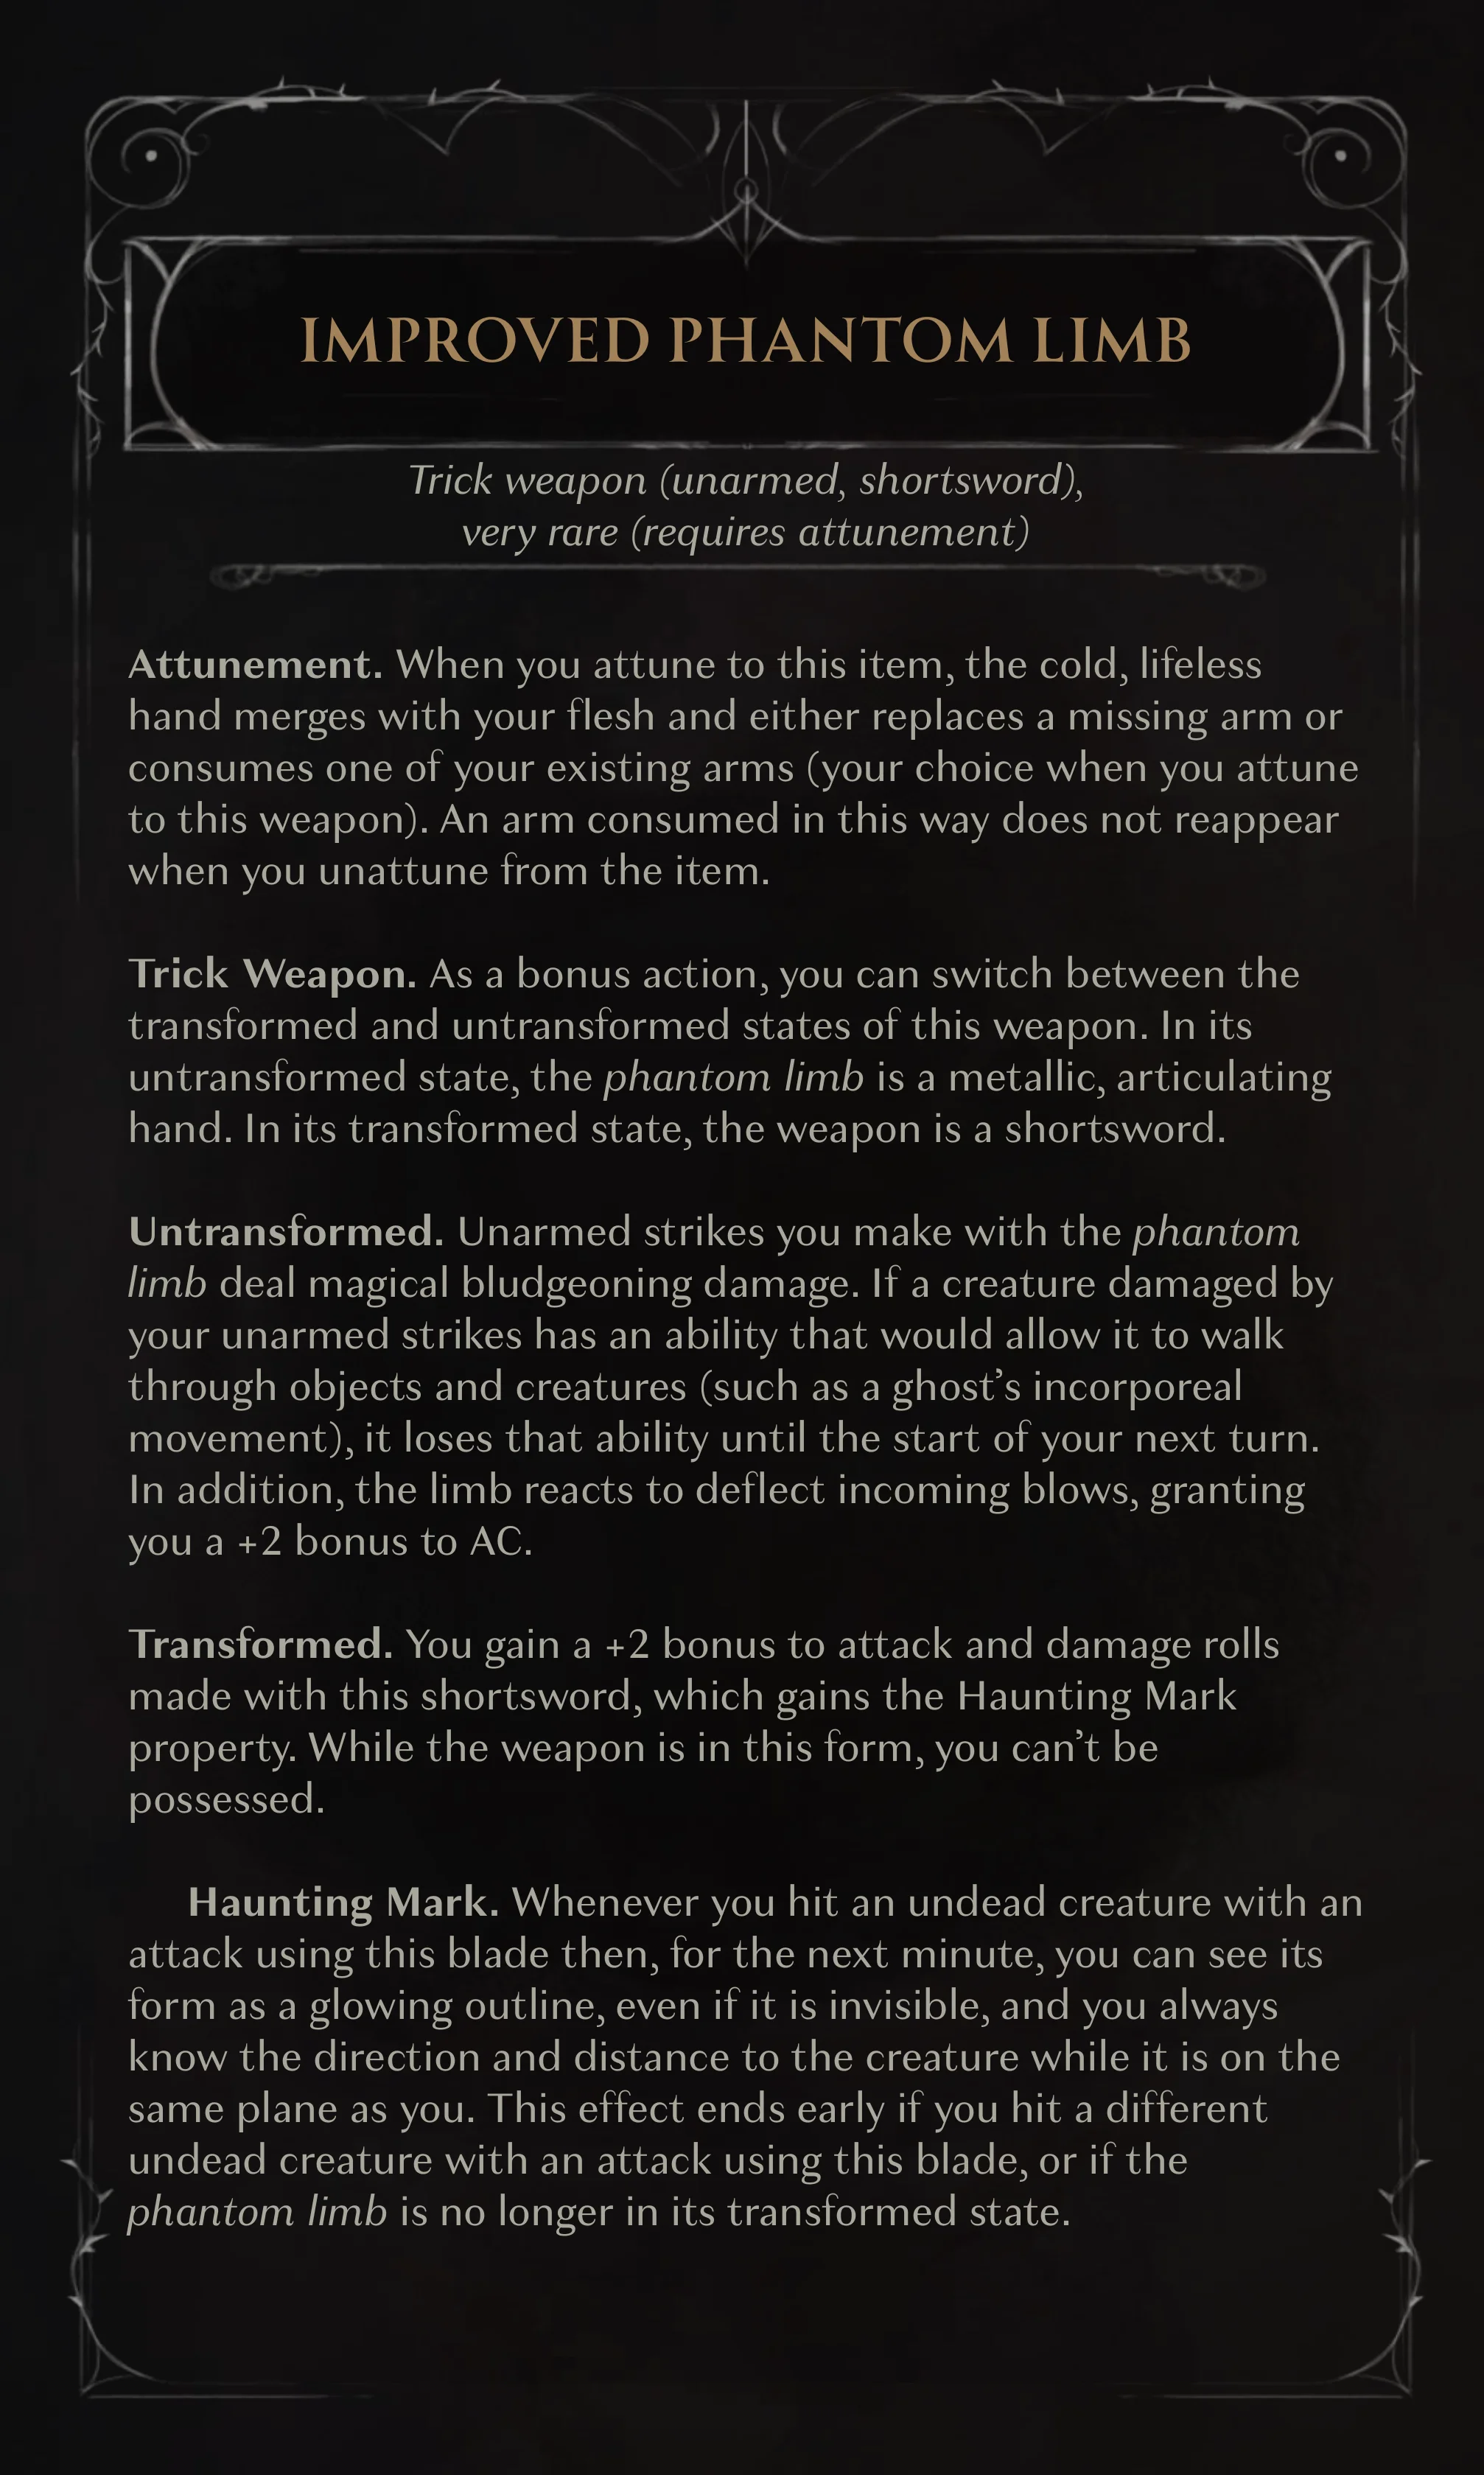 IMPROVED PHANTOM LIMB
Trick weapon (unarmed, shortsword),
very rare (requires attunement)
Attunement. When you attune to this item, the cold, lifeless
hand merges with your flesh and either replaces a missing arm or
consumes one of your existing arms (your choice when you attune
to this weapon). An arm consumed in this way does not reappear
when you unattune from the item.
Trick Weapon. As a bonus action, you can switch between the
transformed and untransformed states of this weapon. In its
untransformed state, the phantom limb is a metallic, articulating
hand. In its transformed state, the weapon is a shortsword.
Untransformed. Unarmed strikes you make with the phantom
limb deal magical bludgeoning damage. If a creature damaged by
your unarmed strikes has an ability that would allow it to walk
through objects and creatures (such as a ghost’s incorporeal
movement), it loses that ability until the start of your next turn.
In addition, the limb reacts to deflect incoming blows, granting
you a +2 bonus to AC.
Transformed. You gain a +2 bonus to attack and damage rolls
made with this shortsword, which gains the Haunting Mark
property. While the weapon is in this form, you can’t be
possessed.
Haunting Mark. Whenever you hit an undead creature with an
attack using this blade then, for the next minute, you can see its
form as a glowing outline, even if it is invisible, and you always
know the direction and distance to the creature while it is on the
same plane as you. This effect ends early if you hit a different
undead creature with an attack using this blade, or if the
phantom limb is no longer in its transformed state.